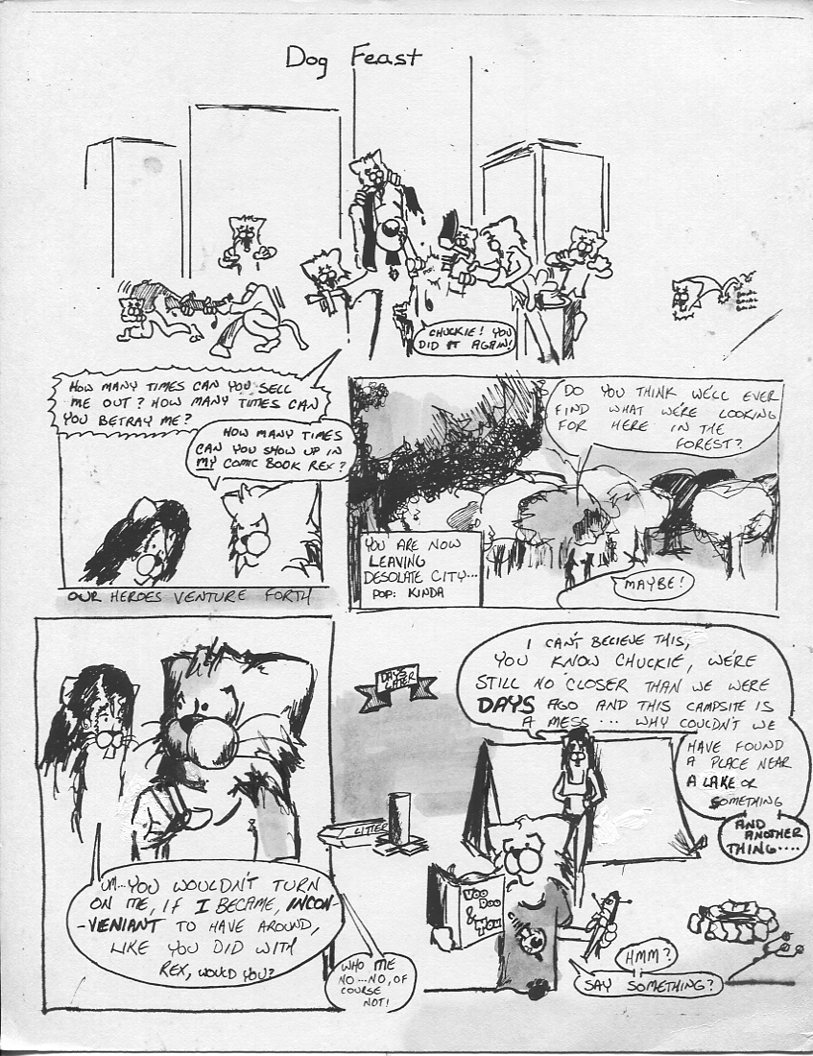 Dog Feast
CHUCKIE! YOU
DID IT AGAIN!
HOW MANY TIMES CAN YOU SELL
ME OUT? HOW MANY TIMES CAN
YOU BETRAY ME?
HOW MANY TIMES
CAN YOU SHOW UP IN
MY COMIC BOOK REX?
OUR HEROES VENTURE FORTH
DO YOU THINK WE'LL EVER
FIND WHAT WE'RE LOOKING
FOR HERE IN THE
FOREST?
YOU ARE NOW
LEAVING
DESOLATE CITY...
POP: KINDA
MAYBE!
UM...YOU WOULDN'T TURN
ON ME, IF I BECAME, INCON-
-VENIANT TO HAVE AROUND,
LIKE YOU DID WITH
REX, WOULD YOU?
WHO ME
NO...NO, OF
COURSE
NOT!
DAYS
LATER
I CAN'T BELIEVE THIS,
YOU KNOW CHUCKIE, WE'RE
STILL NO CLOSER THAN WE WERE
DAYS AGO AND THIS CAMPSITE IS
A MESS... WHY COULDN'T WE
HAVE FOUND
A PLACE NEAR
A LAKE OR
SOMETHING
AND
ANOTHER
THING....
LITTER
VOO
DOO
& YOU
HMM?
SAY SOMETHING?